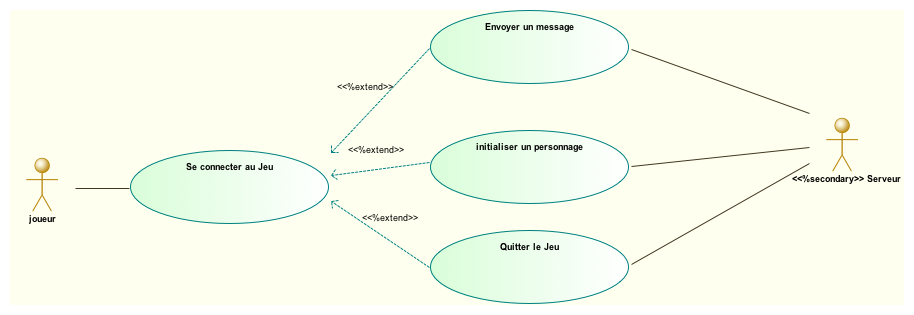 Envoyer un message
<<%extend>>
initialiser un personnage
<<%extend>>
Se connecter au Jeu
<<%secondary>> Serveur
joueur
<<%extend>>
Quitter le Jeu